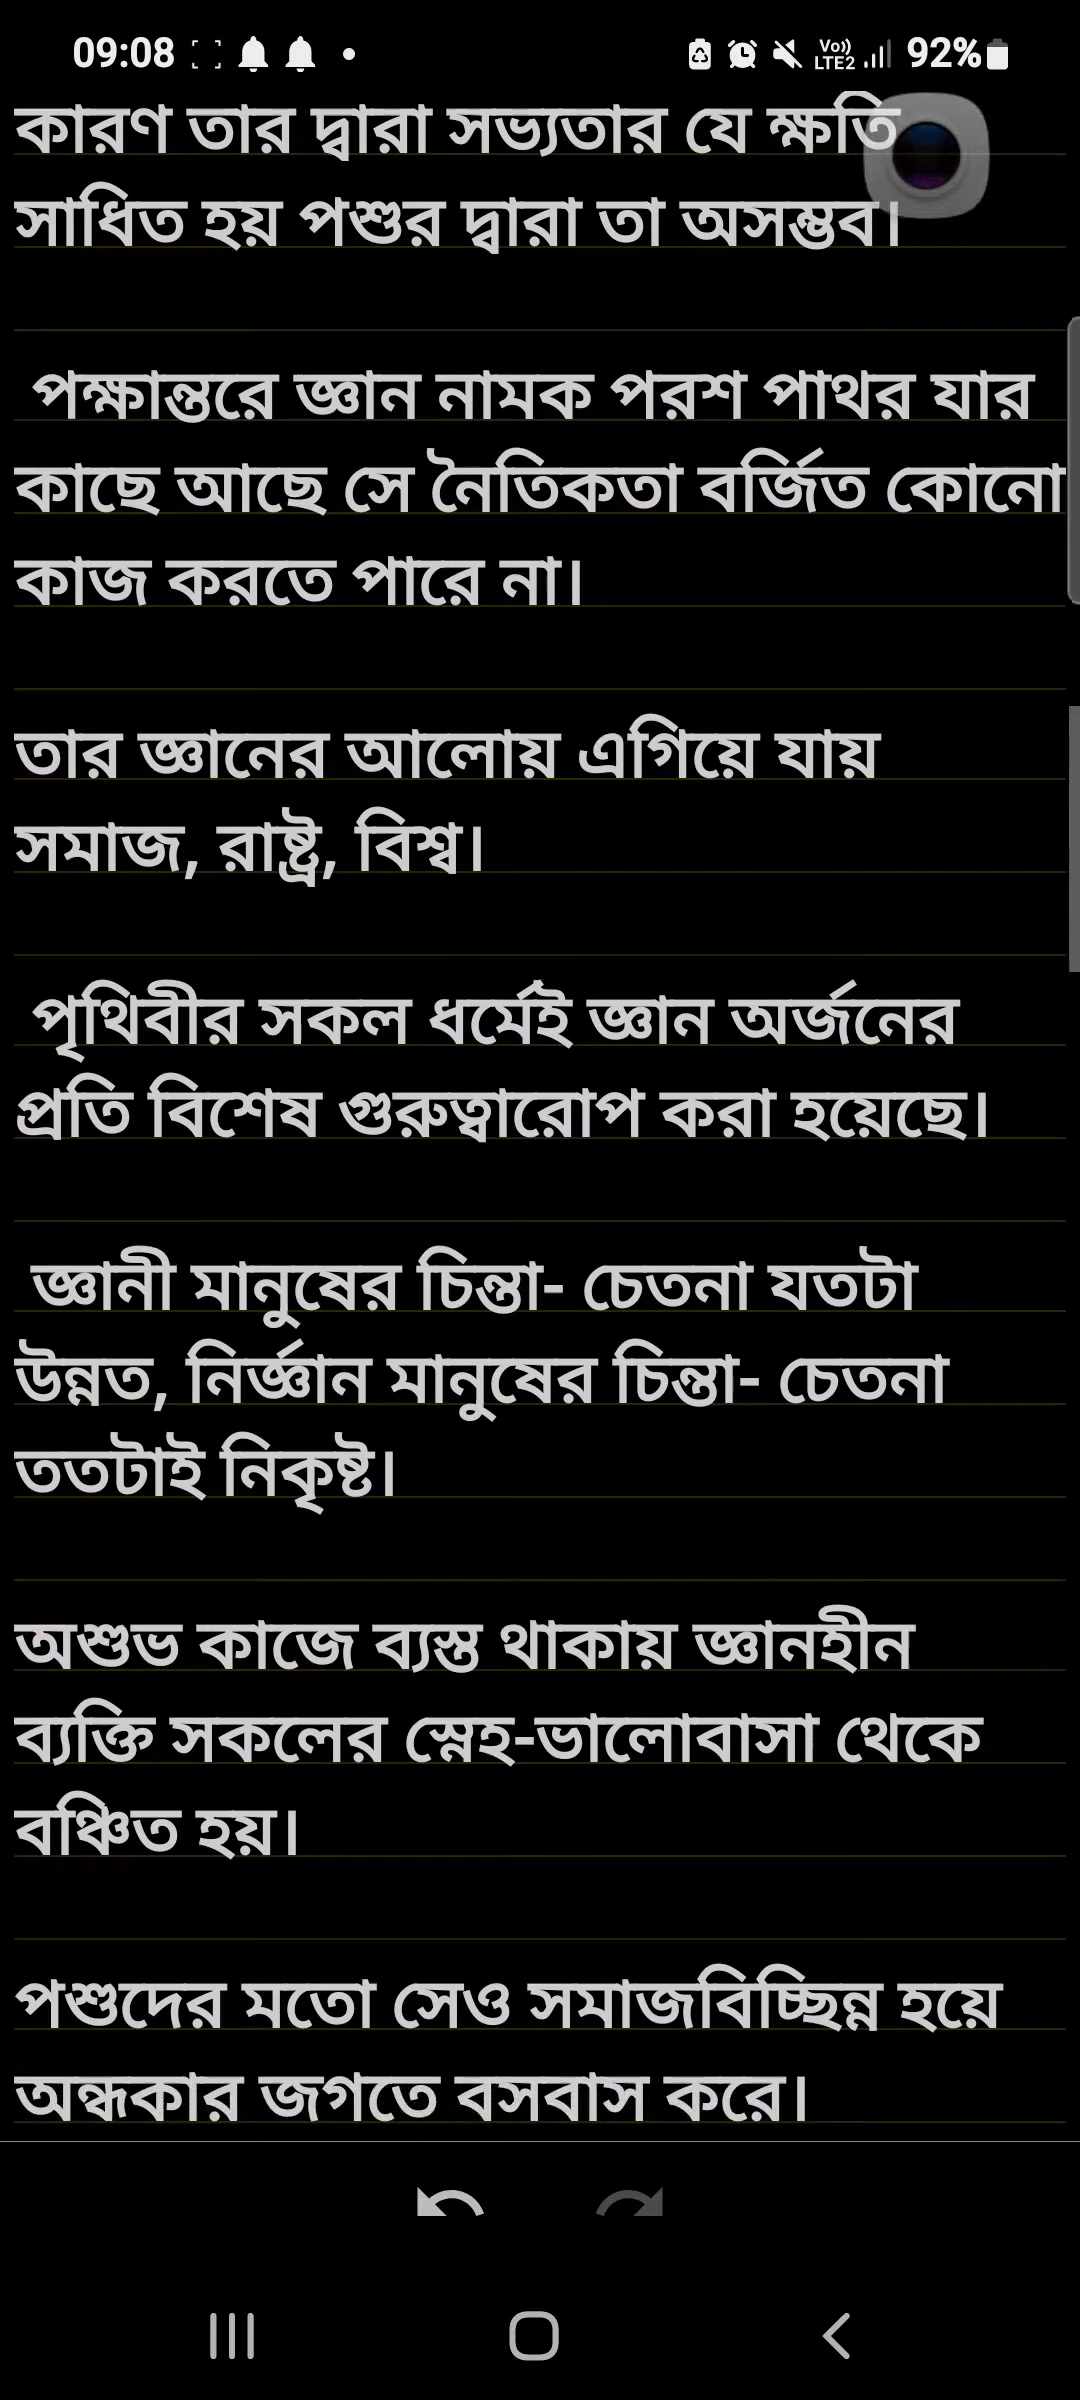 09:08
Vo))
LTE2
92%
কারণ তার দ্বারা সভ্যতার যে ক্ষতি
সাধিত হয় পশুর দ্বারা তা অসম্ভব।
পক্ষান্তরে জ্ঞান নামক পরশ পাথর যার
কাছে আছে সে নৈতিকতা বর্জিত কোনো
কাজ করতে পারে না।
তার জ্ঞানের আলোয় এগিয়ে যায়
সমাজ, রাষ্ট্র, বিশ্ব।
পৃথিবীর সকল ধর্মেই জ্ঞান অর্জনের
প্রতি বিশেষ গুরুত্বারোপ করা হয়েছে।
জ্ঞানী মানুষের চিন্তা- চেতনা যতটা
উন্নত, নির্জ্ঞান মানুষের চিন্তা- চেতনা
ততটাই নিকৃষ্ট।
অশুভ কাজে ব্যস্ত থাকায় জ্ঞানহীন
ব্যক্তি সকলের স্নেহ-ভালোবাসা থেকে
বঞ্চিত হয়।
পশুদের মতো সেও সমাজবিচ্ছিন্ন হয়ে
অন্ধকার জগতে বসবাস করে।